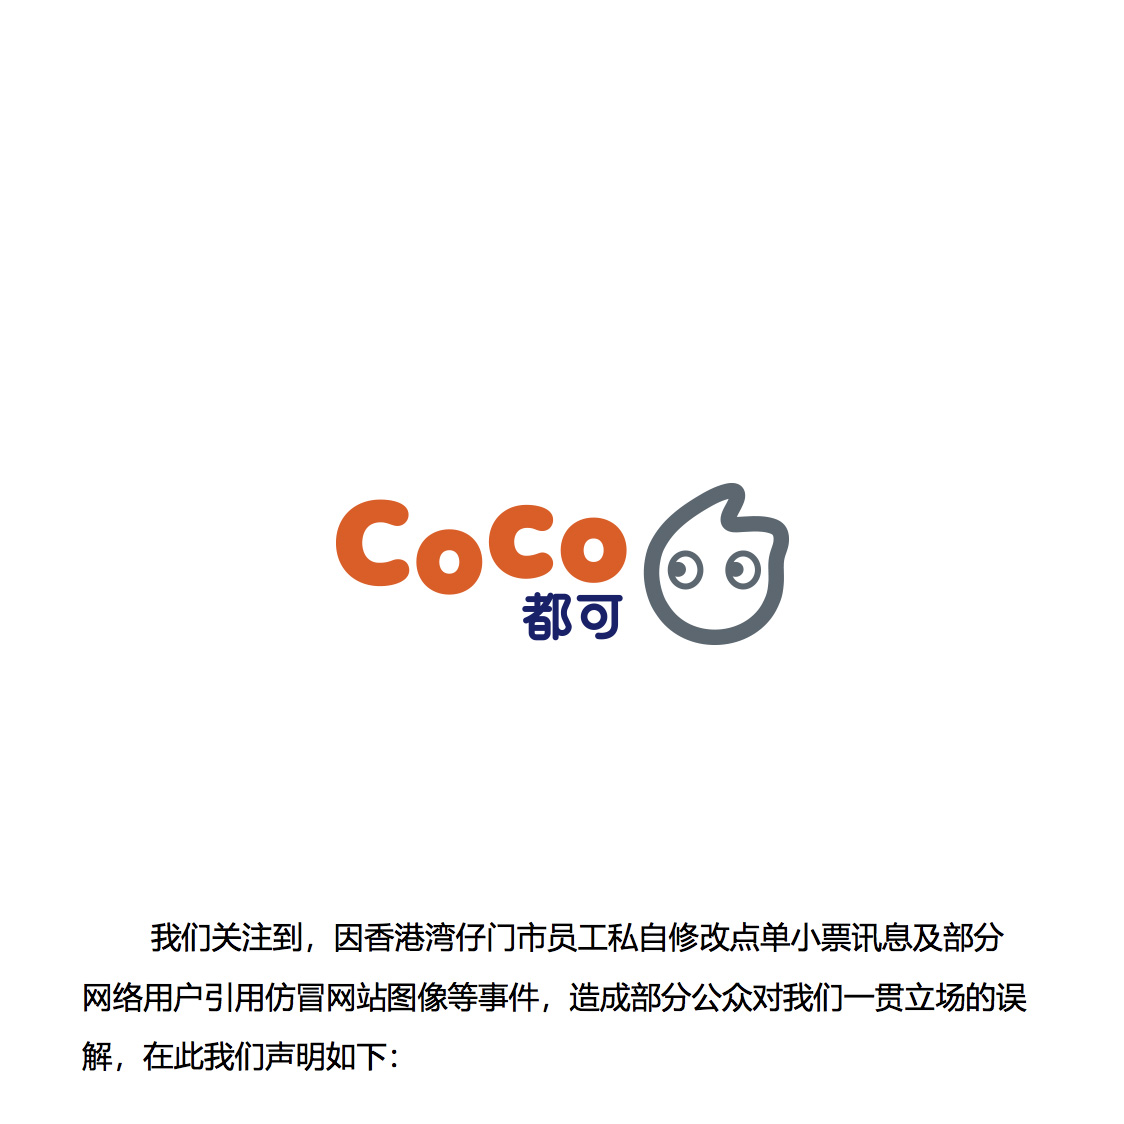 CoCo
都可
我们关注到，因香港湾仔门市员工私自修改点单小票讯息及部分
网络用户引用仿冒网站图像等事件，造成部分公众对我们一贯立场的误
解，在此我们声明如下：